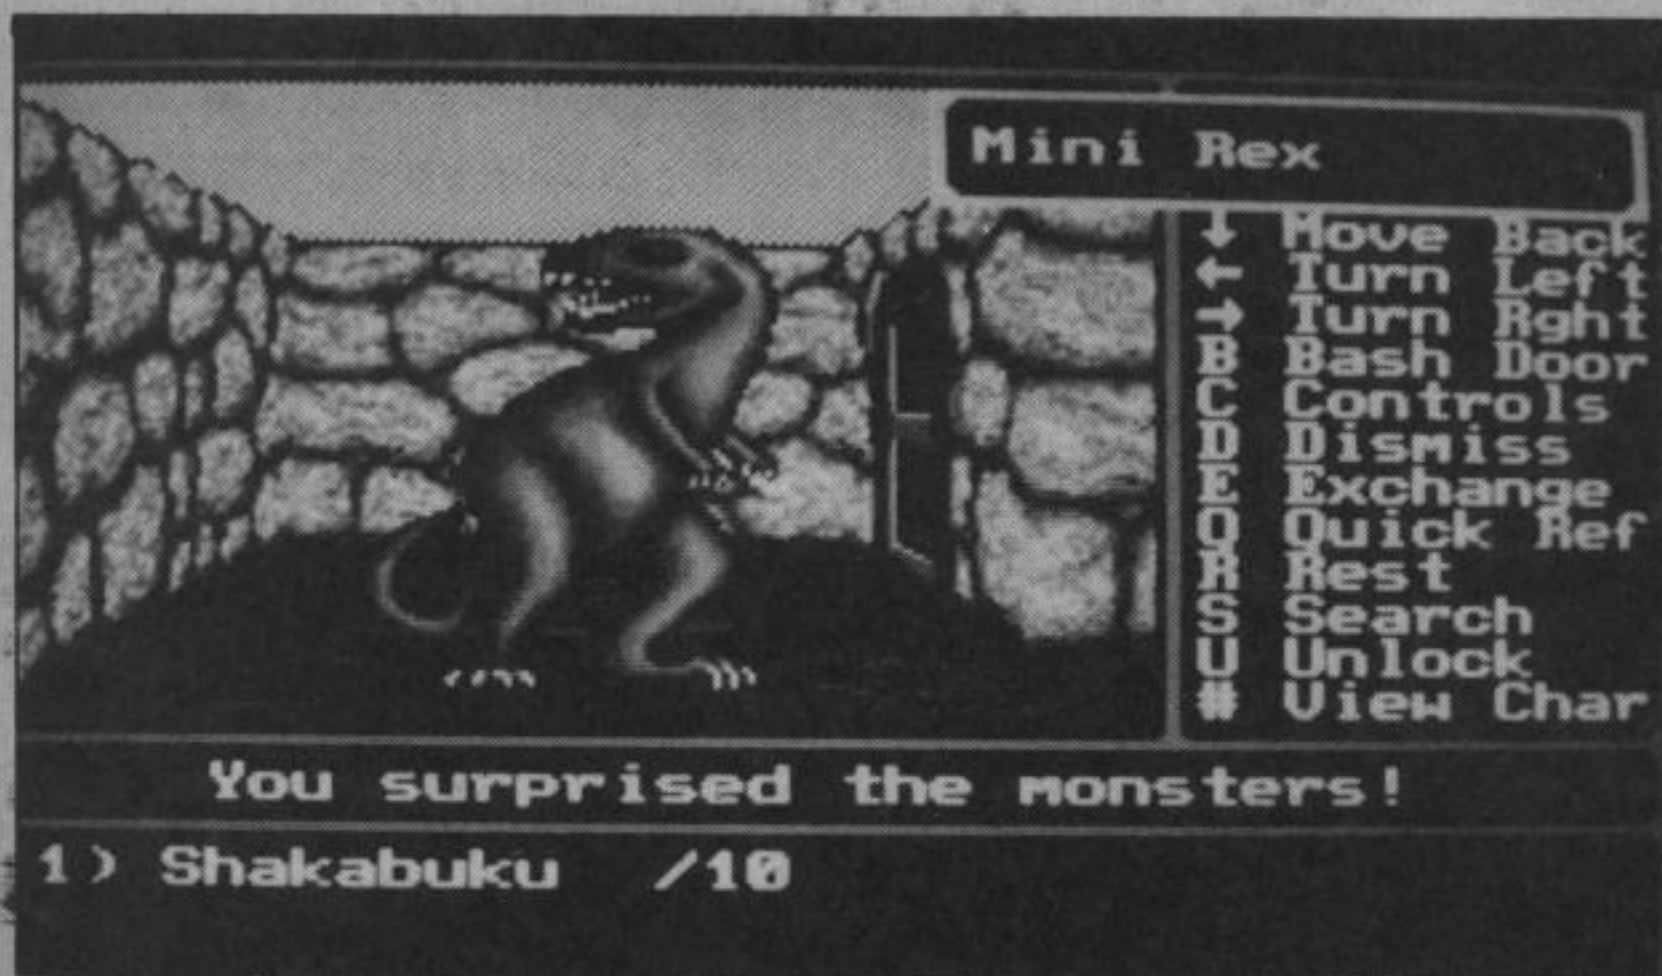 Mini Rex
↓ Move Back
← Turn Left
→ Turn Rght
B Bash Door
C Controls
D Dismiss
E Exchange
Q Quick Ref
R Rest
S Search
U Unlock
# View Char
You surprised the monsters!
1) Shakabuku /10